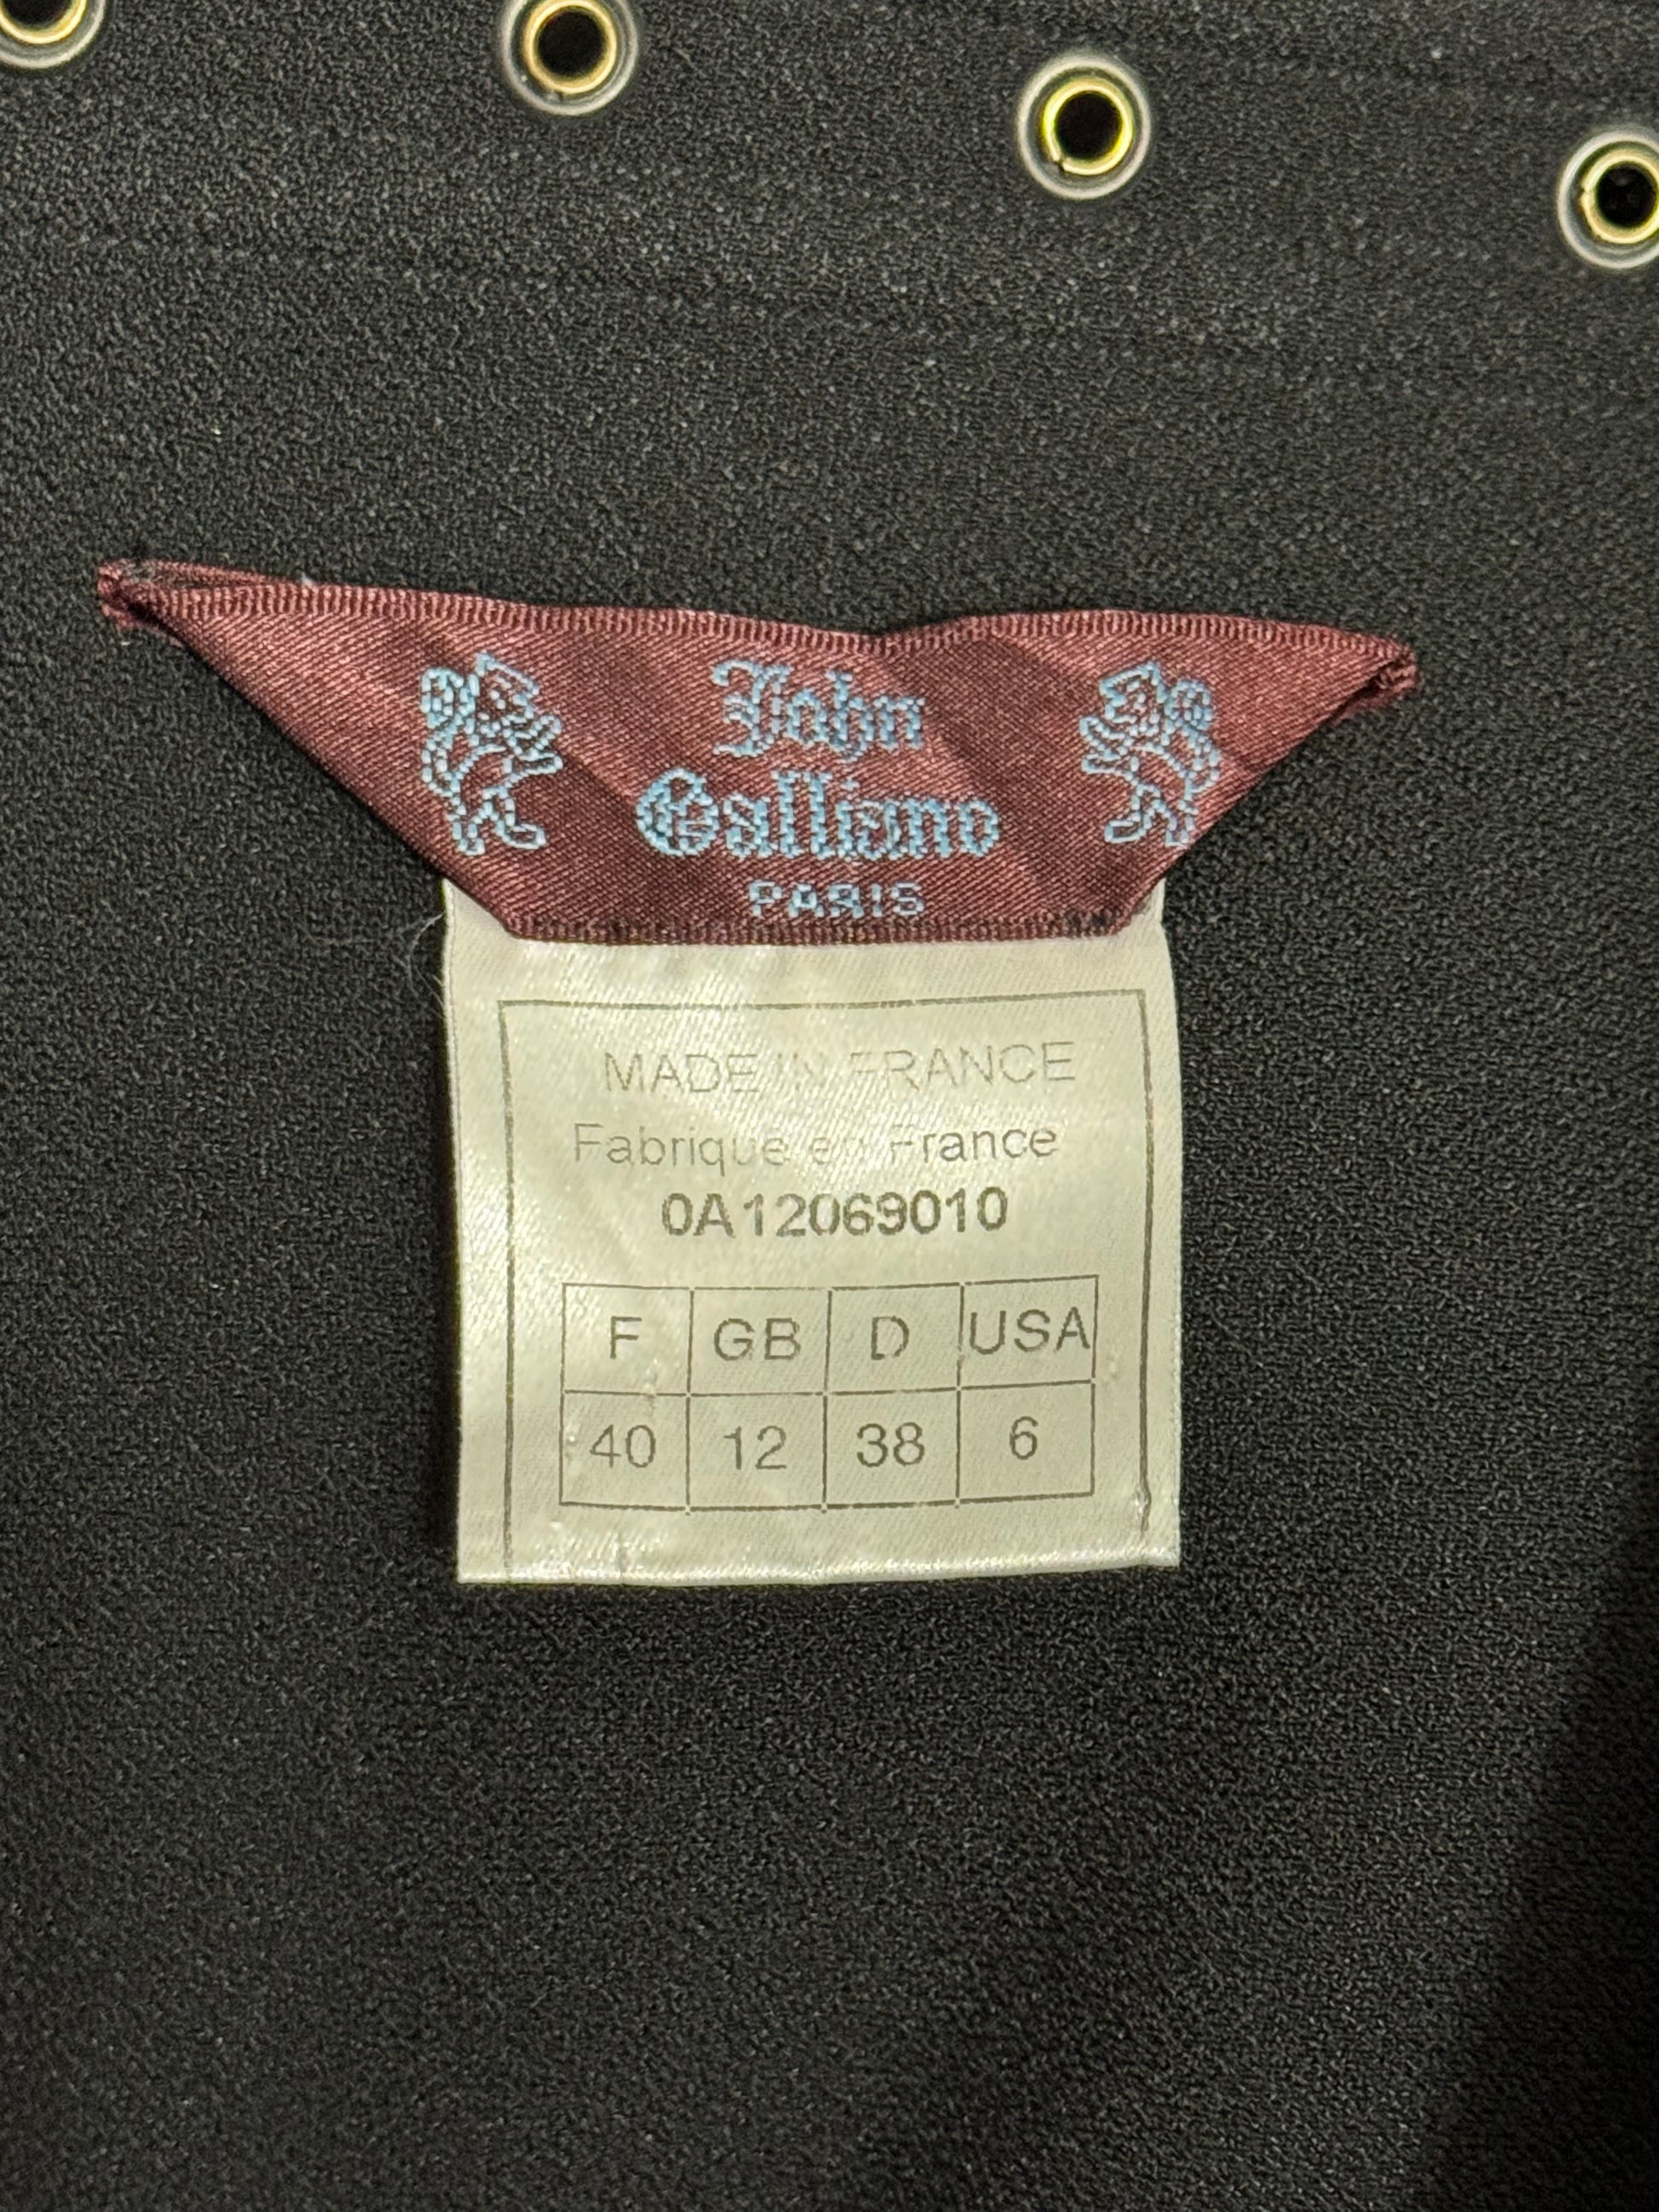 John
Galliano
PARIS
MADE IN FRANCE
Fabrique en France
0A12069010
F GB D USA
40 12 38 6